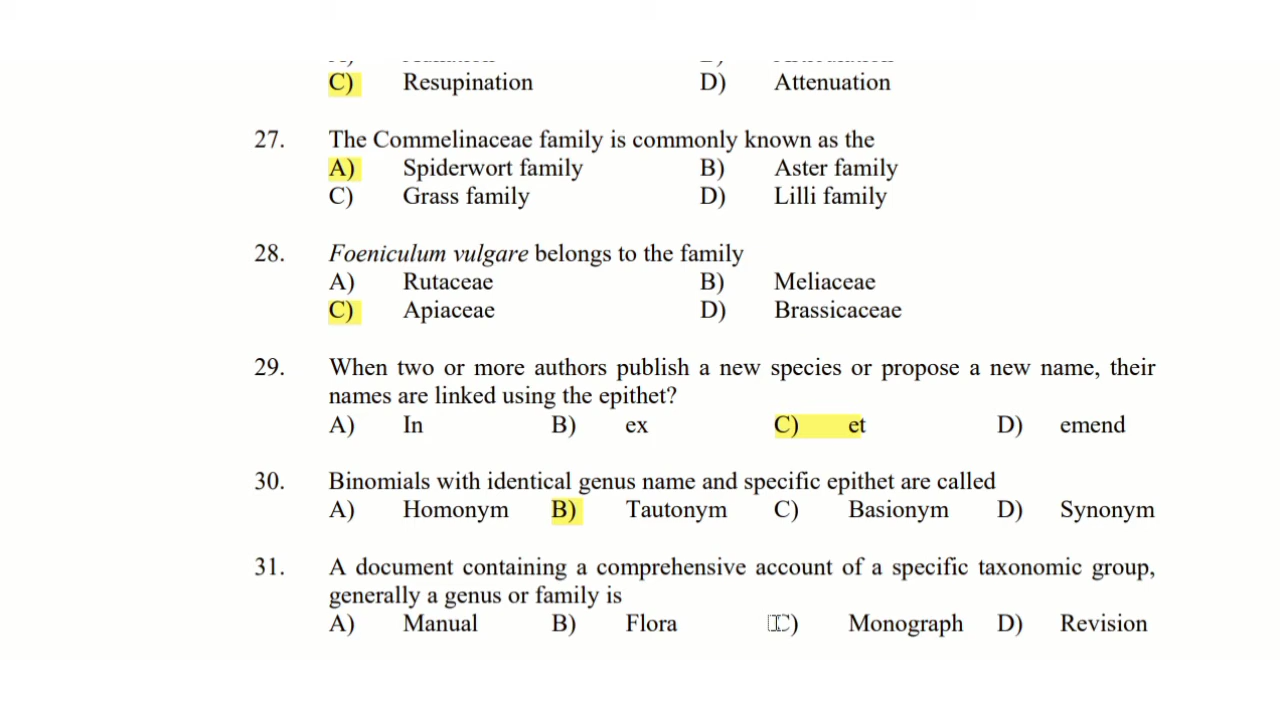 C) Resupination D) Attenuation
27. The Commelinaceae family is commonly known as the
A) Spiderwort family B) Aster family
C) Grass family D) Lilli family
28. Foeniculum vulgare belongs to the family
A) Rutaceae B) Meliaceae
C) Apiaceae D) Brassicaceae
29. When two or more authors publish a new species or propose a new name, their
names are linked using the epithet?
A) In B) ex C) et D) emend
30. Binomials with identical genus name and specific epithet are called
A) Homonym B) Tautonym C) Basionym D) Synonym
31. A document containing a comprehensive account of a specific taxonomic group,
generally a genus or family is
A) Manual B) Flora C) Monograph D) Revision